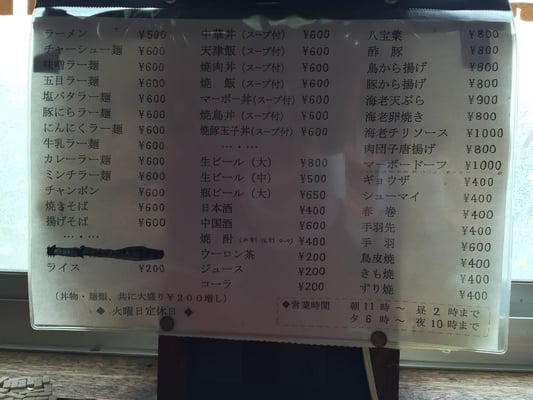 ラーメン ¥500
チャーシュー麺 ¥600
味噌ラー麺 ¥600
五目ラー麺 ¥600
塩バタラー麺 ¥600
豚にらラー麺 ¥600
にんにくラー麺 ¥600
牛乳ラー麺 ¥600
カレーラー麺 ¥600
ミンチラー麺 ¥600
チャンポン ¥600
焼きそば ¥600
揚げそば ¥600
…・…
ライス ¥200
(丼物・麺類、共に大盛り¥200増し)
◆ 火曜日定休日 ◆
中華丼(スープ付) ¥600
天津飯(スープ付) ¥600
焼肉丼(スープ付) ¥600
焼 飯(スープ付) ¥600
マーボー丼(スープ付) ¥600
焼鳥丼(スープ付) ¥600
焼豚玉子丼(スープ付) ¥600
…・…
生ビール(大) ¥800
生ビール(中) ¥500
瓶ビール(大) ¥650
日本酒 ¥400
中国酒 ¥600
焼 酎 ¥400
ウーロン茶 ¥200
ジュース ¥200
コーラ ¥200
八宝菜 ¥800
酢 豚 ¥800
鳥から揚げ ¥800
豚から揚げ ¥800
海老天ぷら ¥900
海老卵焼き ¥800
海老チリソース ¥1000
肉団子唐揚げ ¥800
マーボードーフ ¥1000
ギョウザ ¥400
シューマイ ¥400
春 巻 ¥400
手羽先 ¥400
手 羽 ¥600
鳥皮焼 ¥400
きも焼 ¥400
ずり焼 ¥400
◆営業時間 朝11時~昼2時まで
夕6時~夜10時まで